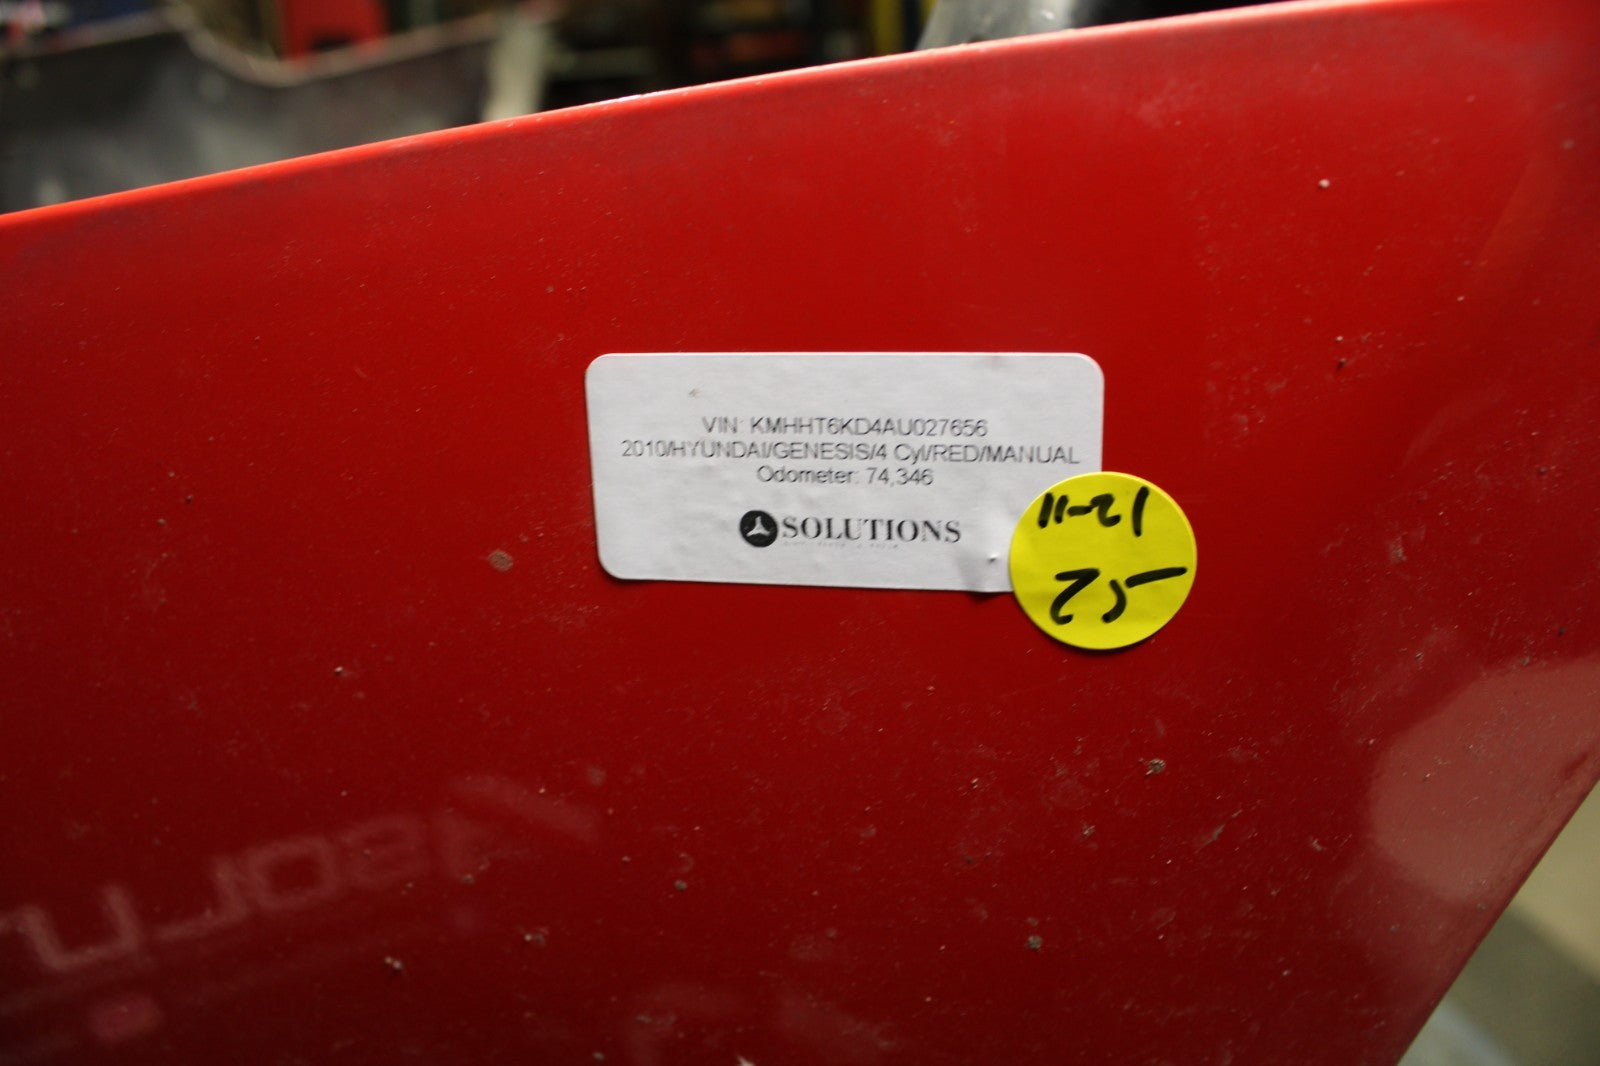 VIN: KMHHT6KD4AU027656
2010/HYUNDAI/GENESIS/4 Cyl/RED/MANUAL
Odometer: 74,346
SOLUTIONS
11-21
25